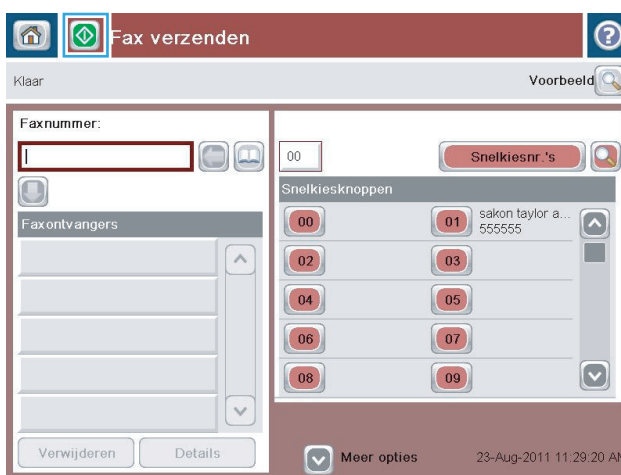 Fax verzenden
Klaar
Voorbeeld
Faxnummer:
00
Snelkiesnr.'s
Snelkiesknoppen
Faxontvangers
00
01 sakon taylor a...
555555
02
03
04
05
06
07
08
09
Verwijderen
Details
Meer opties
23-Aug-2011 11:29:20 AM